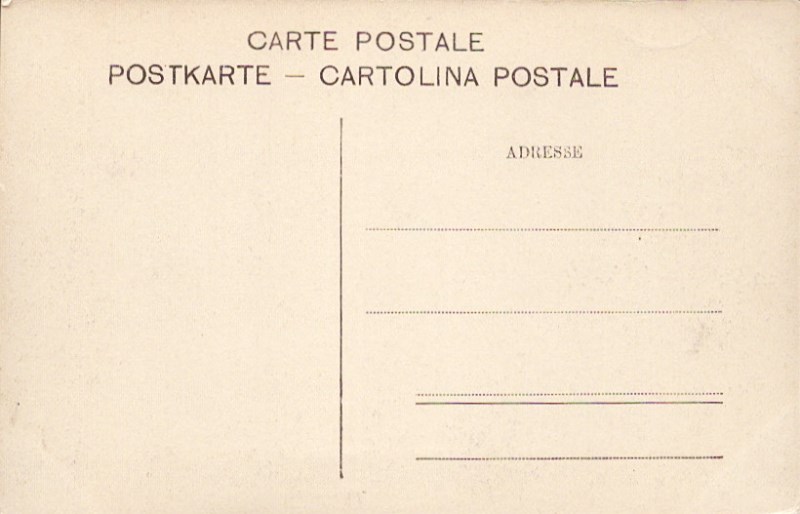 CARTE POSTALE
POSTKARTE — CARTOLINA POSTALE
ADRESSE